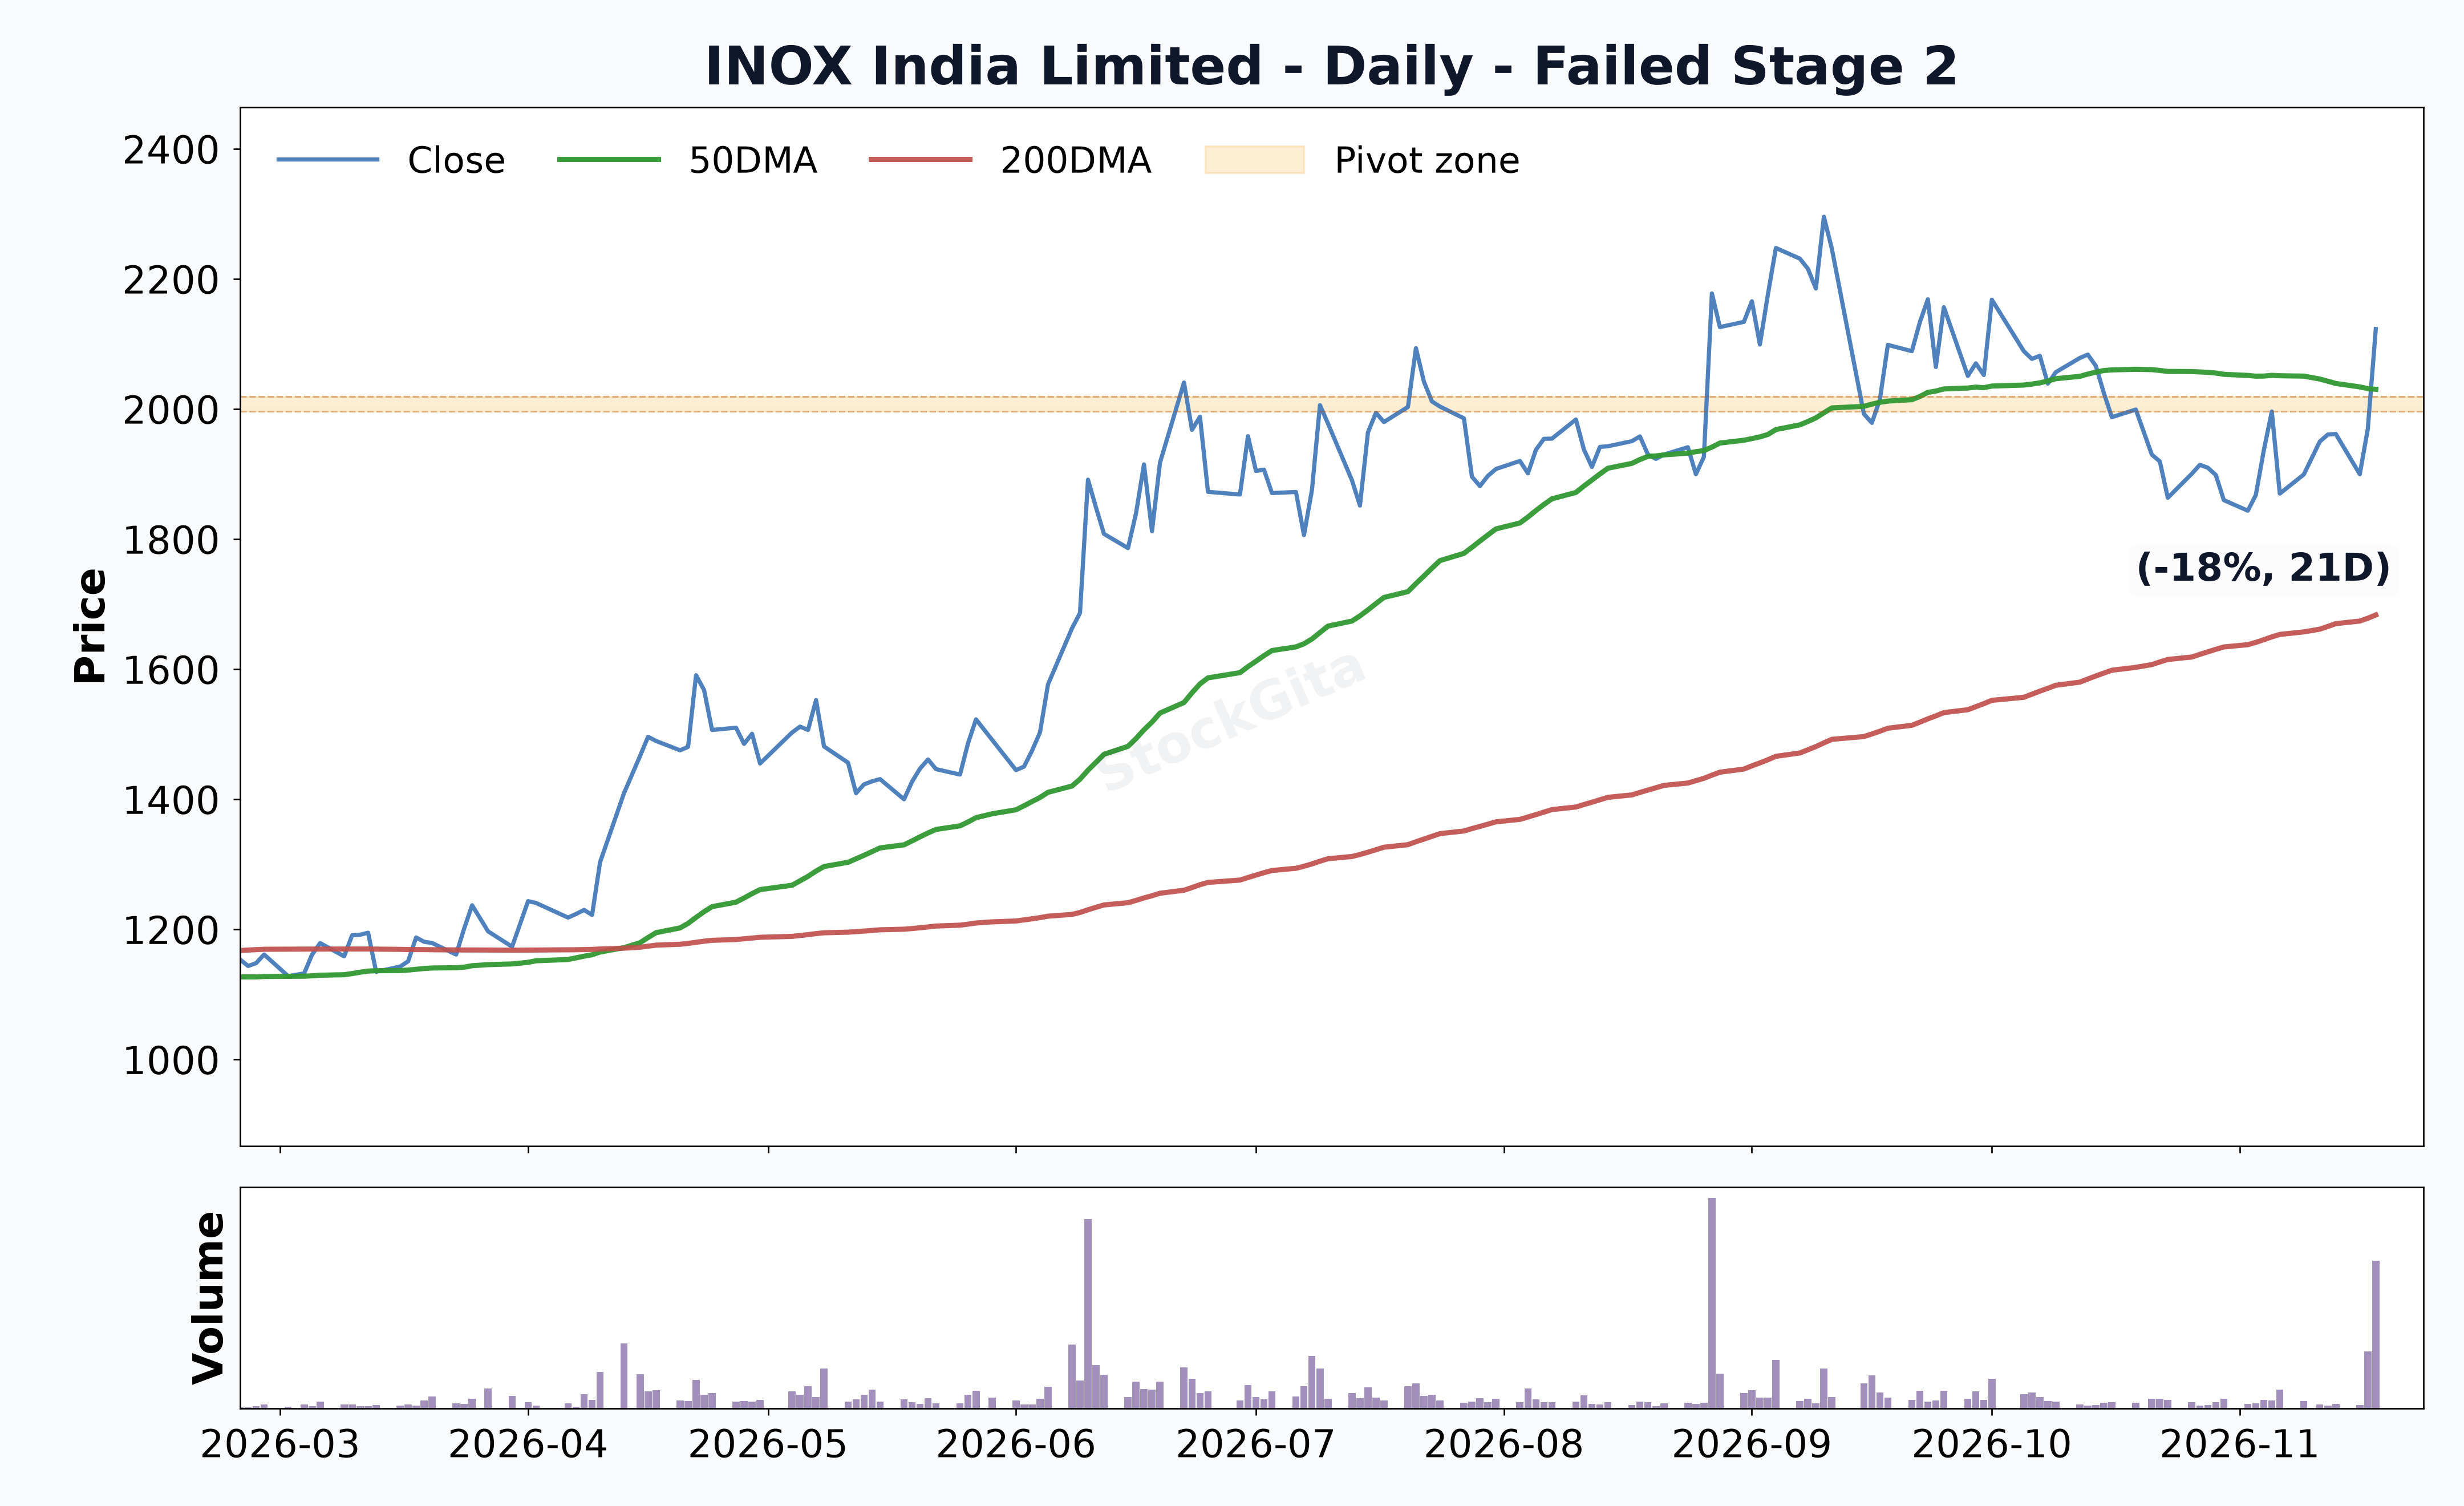 INOX India Limited - Daily - Failed Stage 2
Close 50DMA 200DMA Pivot zone
2400
2200
2000
1800
1600
1400
1200
1000
Price
(-18%, 21D)
StockGita
Volume
2026-03 2026-04 2026-05 2026-06 2026-07 2026-08 2026-09 2026-10 2026-11